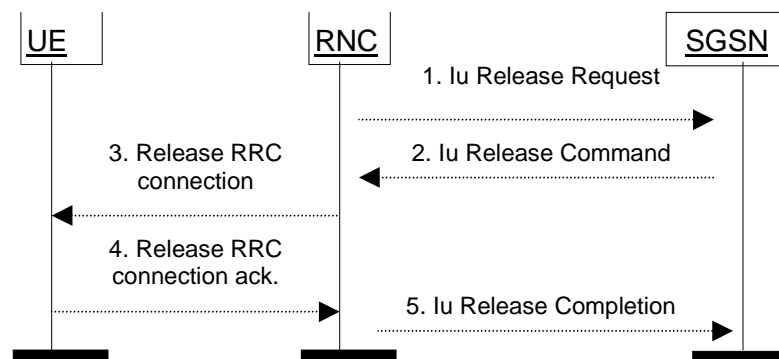 UE
RNC
SGSN
1. Iu Release Request
3. Release RRC
connection
2. Iu Release Command
4. Release RRC
connection ack.
5. Iu Release Completion